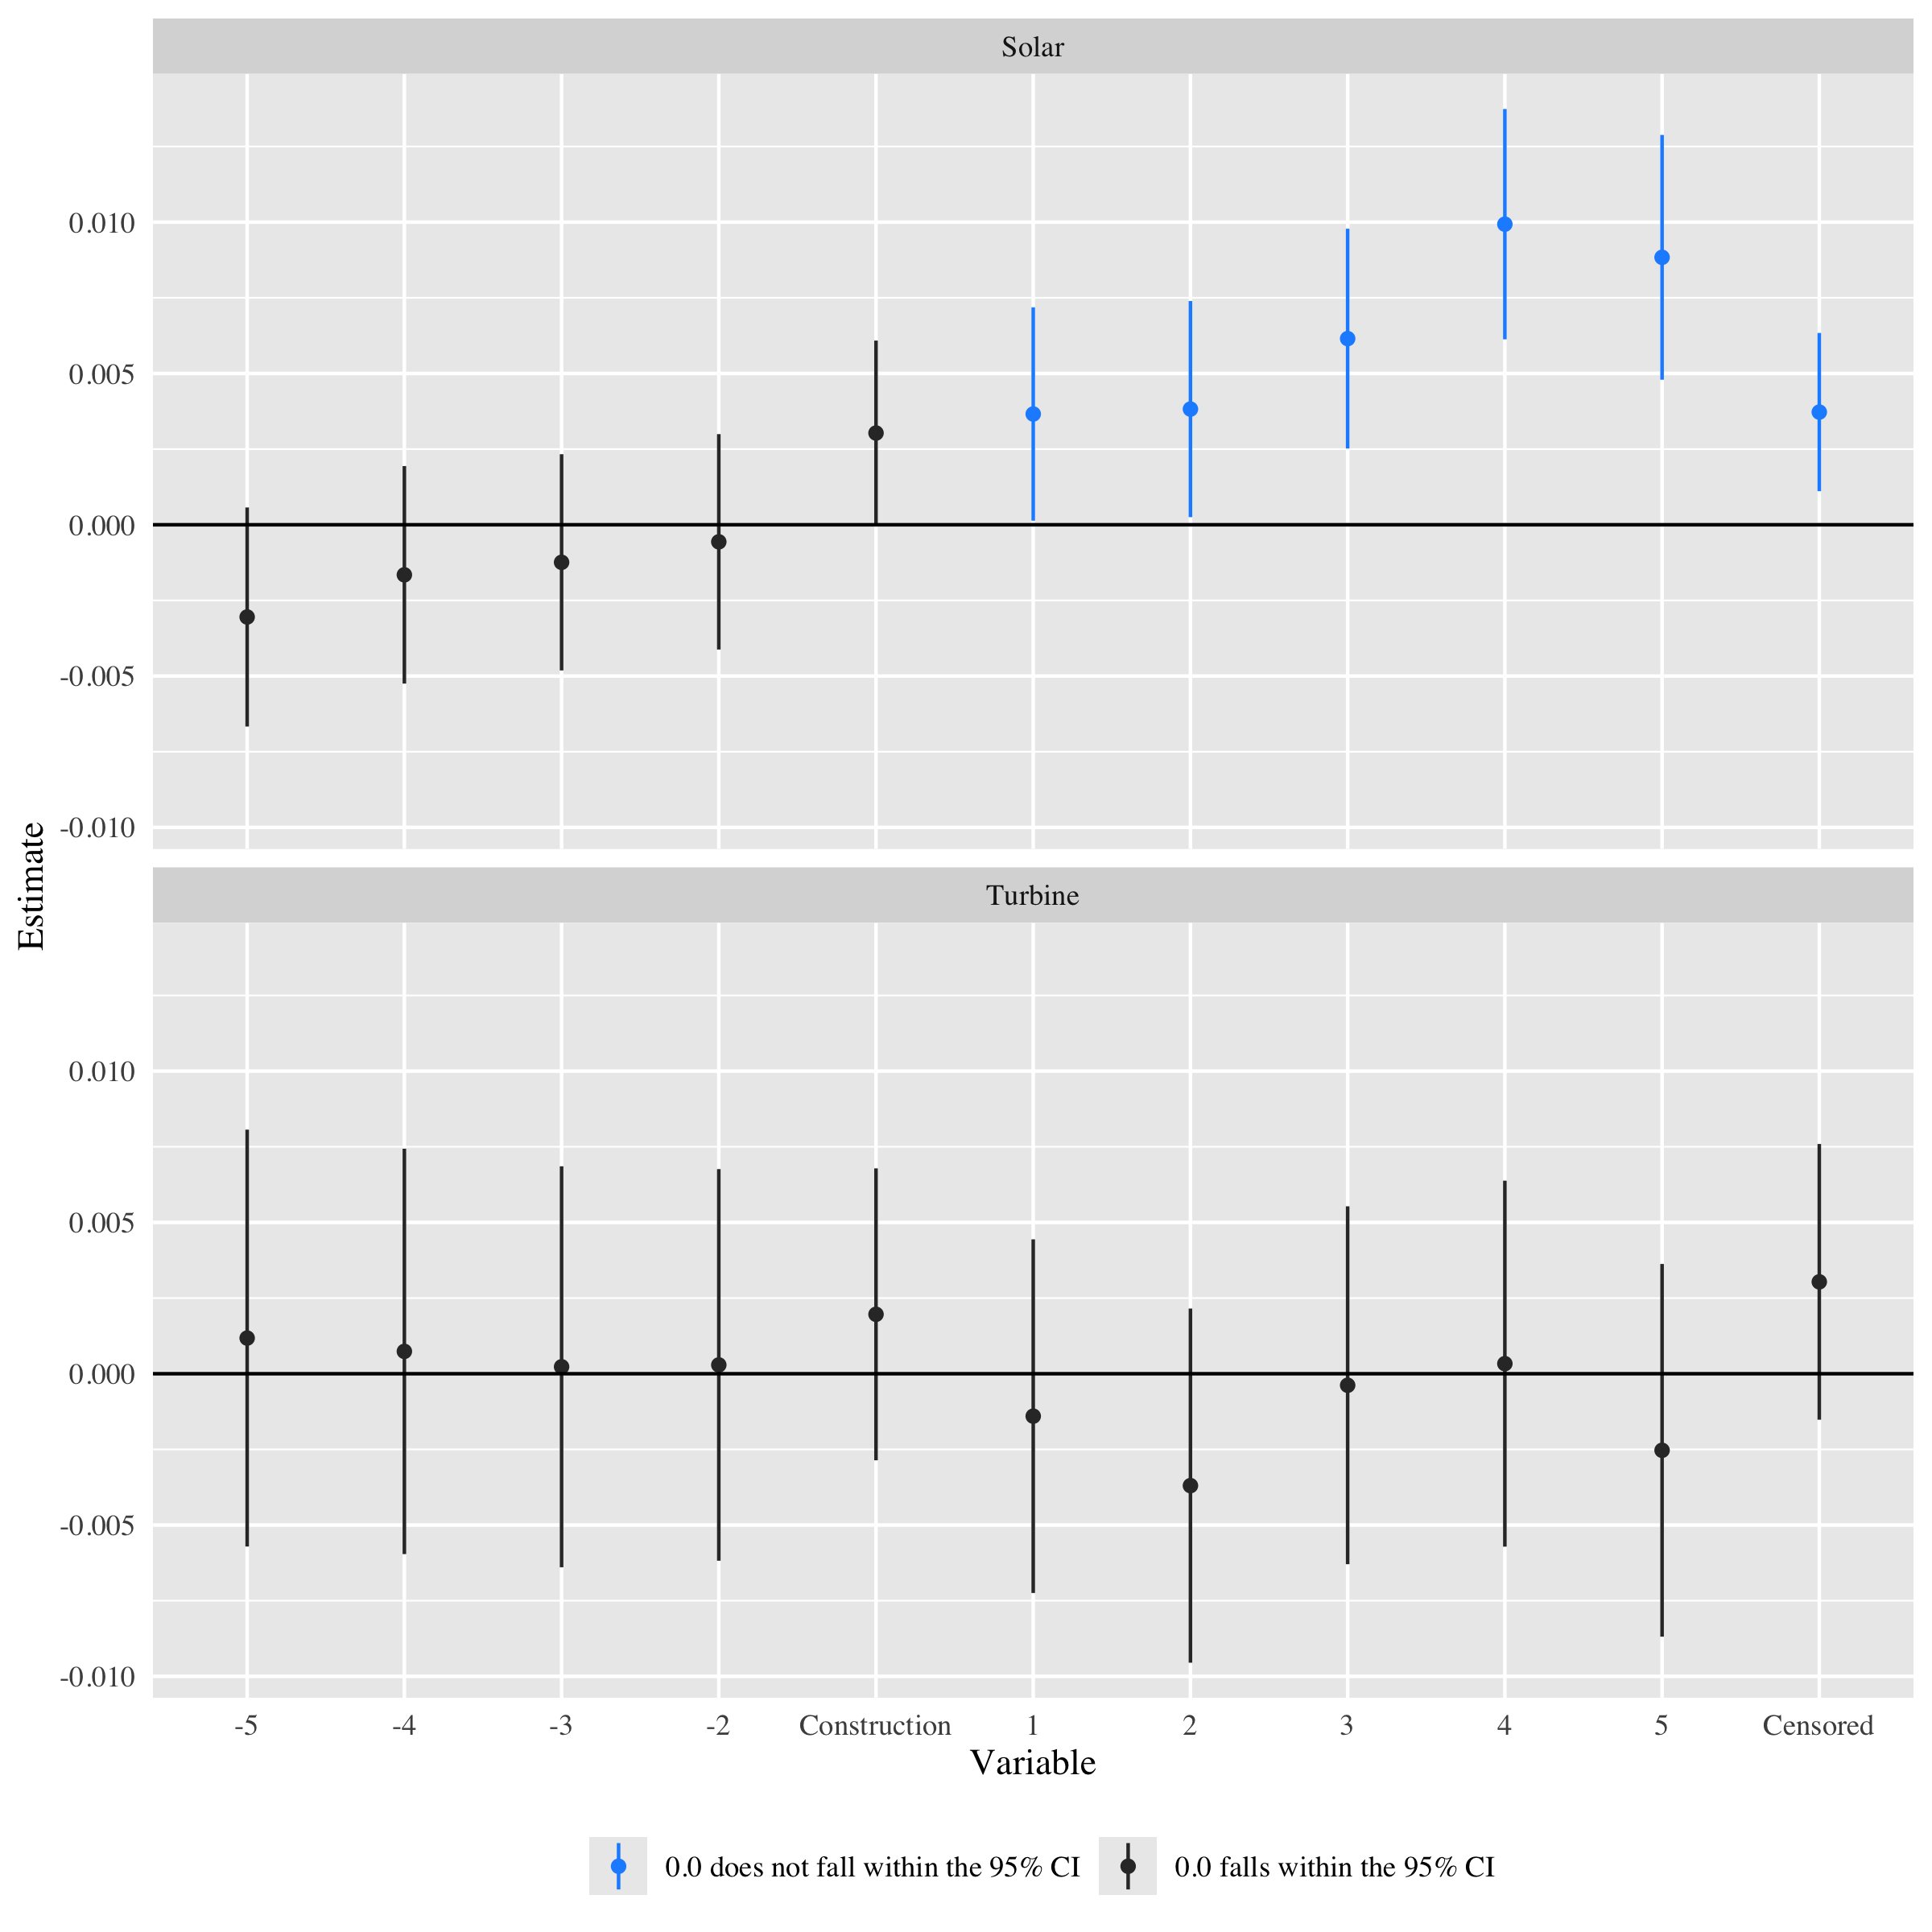 Solar
0.010
0.005
0.000
-0.005
-0.010
Estimate
Turbine
0.010
0.005
0.000
-0.005
-0.010
-5 -4 -3 -2 Construction 1 2 3 4 5 Censored
Variable
0.0 does not fall within the 95% CI 0.0 falls within the 95% CI